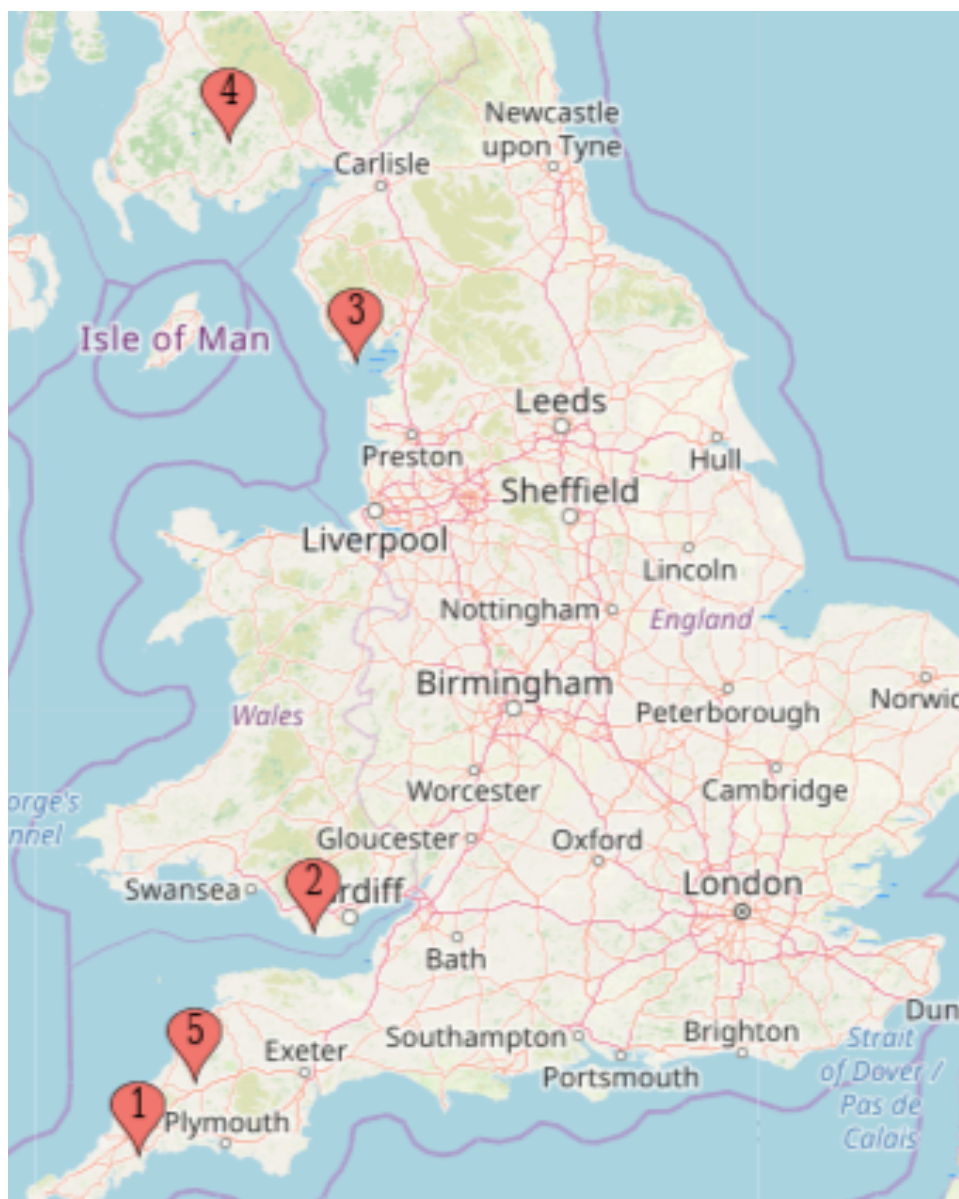 4
Newcastle
upon Tyne
Carlisle
3
Isle of Man
Leeds
Preston
Hull
Sheffield
Liverpool
Lincoln
Nottingham
England
Birmingham
Wales
Peterborough
Norwic
Worcester
Cambridge
orge's
nnel
Gloucester
Oxford
2
Swansea
rdiff
London
Bath
5
Exeter
Southampton
Brighton
Dun
Portsmouth
Strait
of Dover /
Pas de
Calais
1
Plymouth